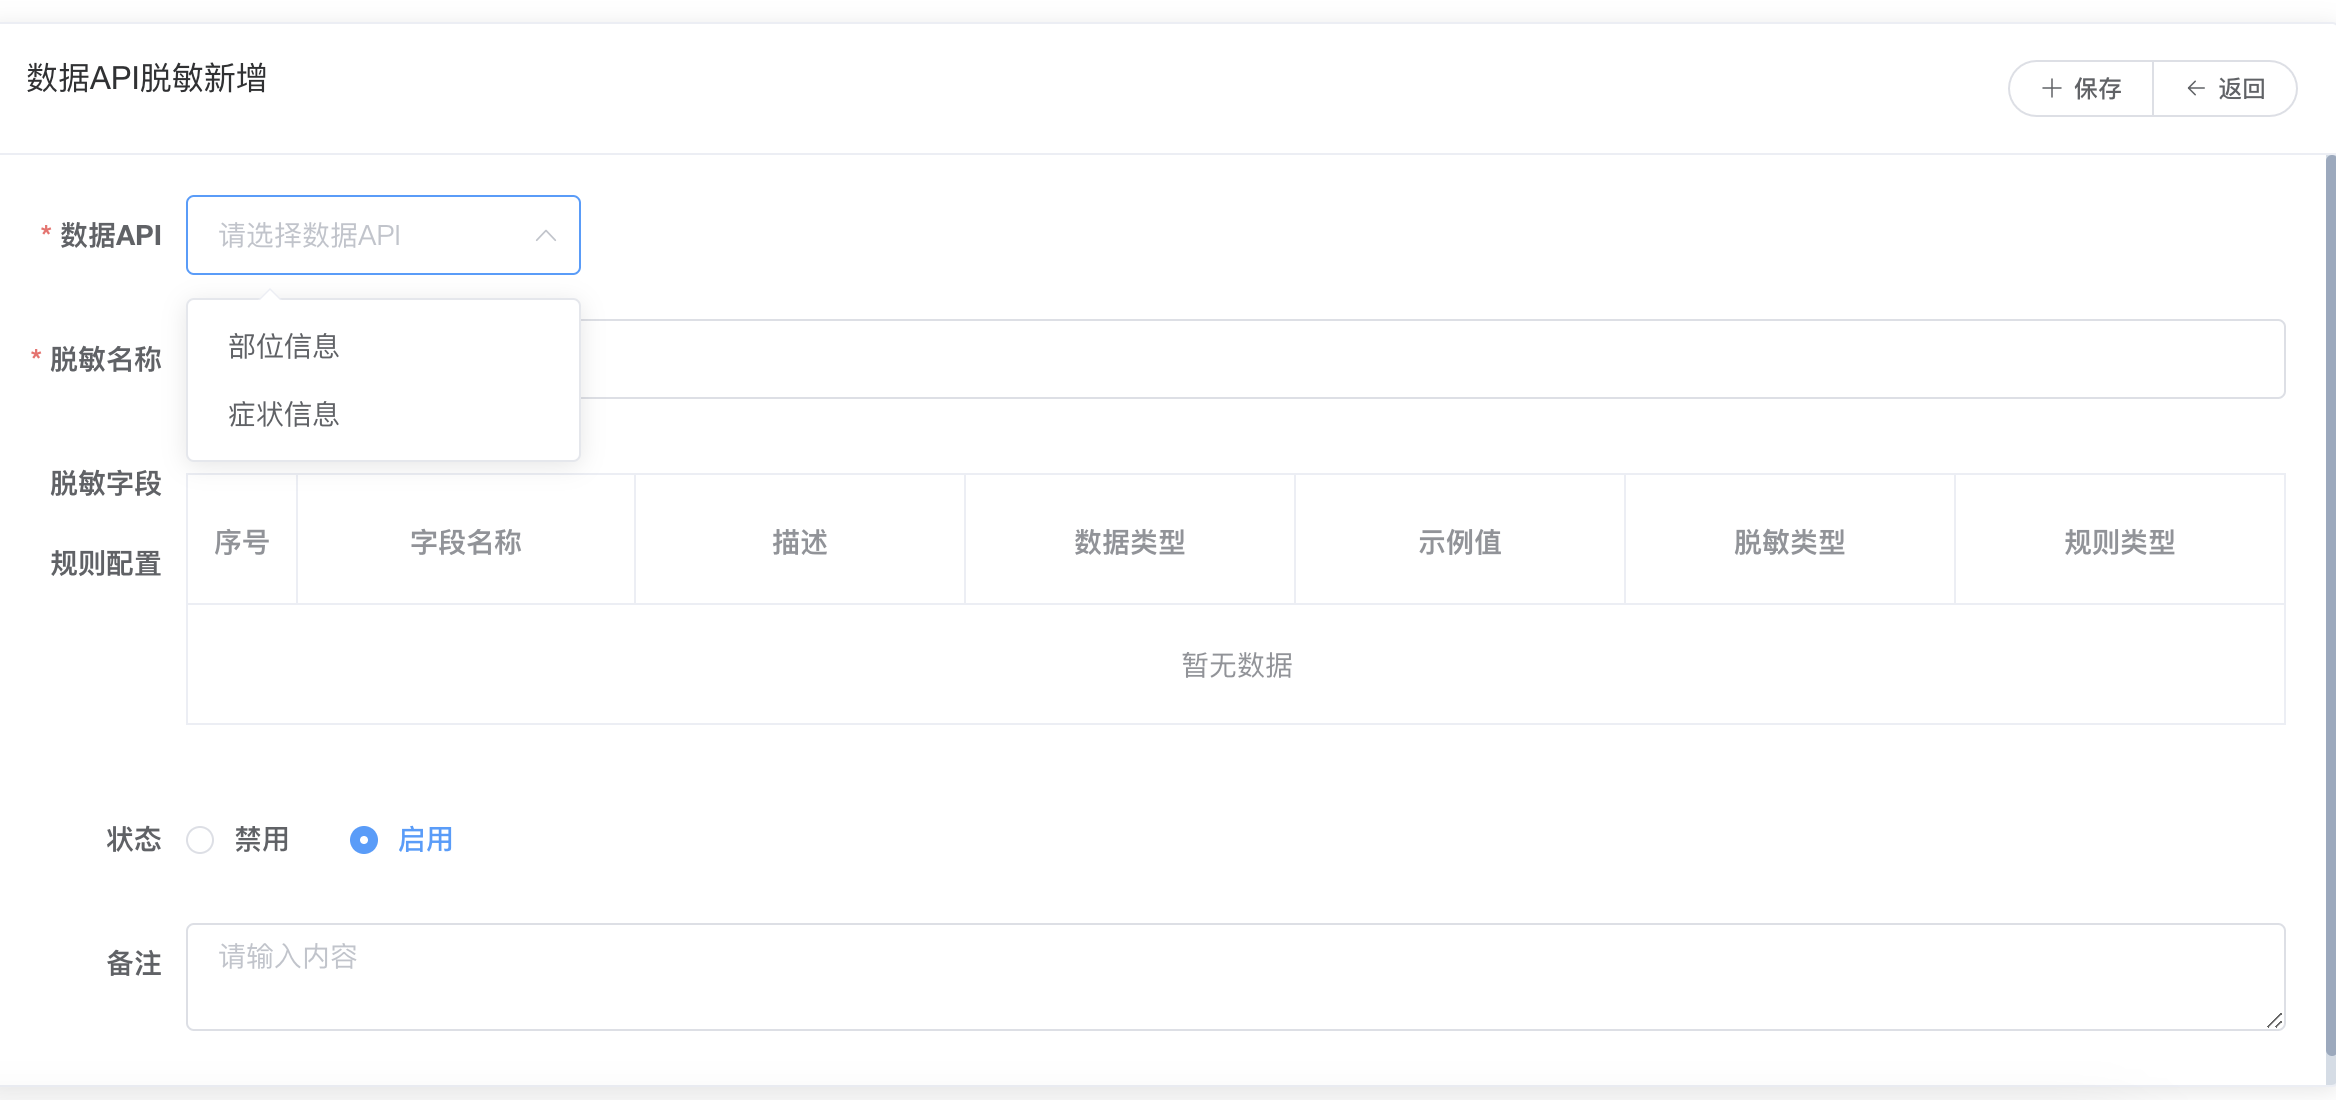 数据API脱敏新增
保存
返回
* 数据API
请选择数据API
部位信息
症状信息
* 脱敏名称
脱敏字段
规则配置
序号 字段名称 描述 数据类型 示例值 脱敏类型 规则类型
暂无数据
状态 禁用 启用
备注
请输入内容